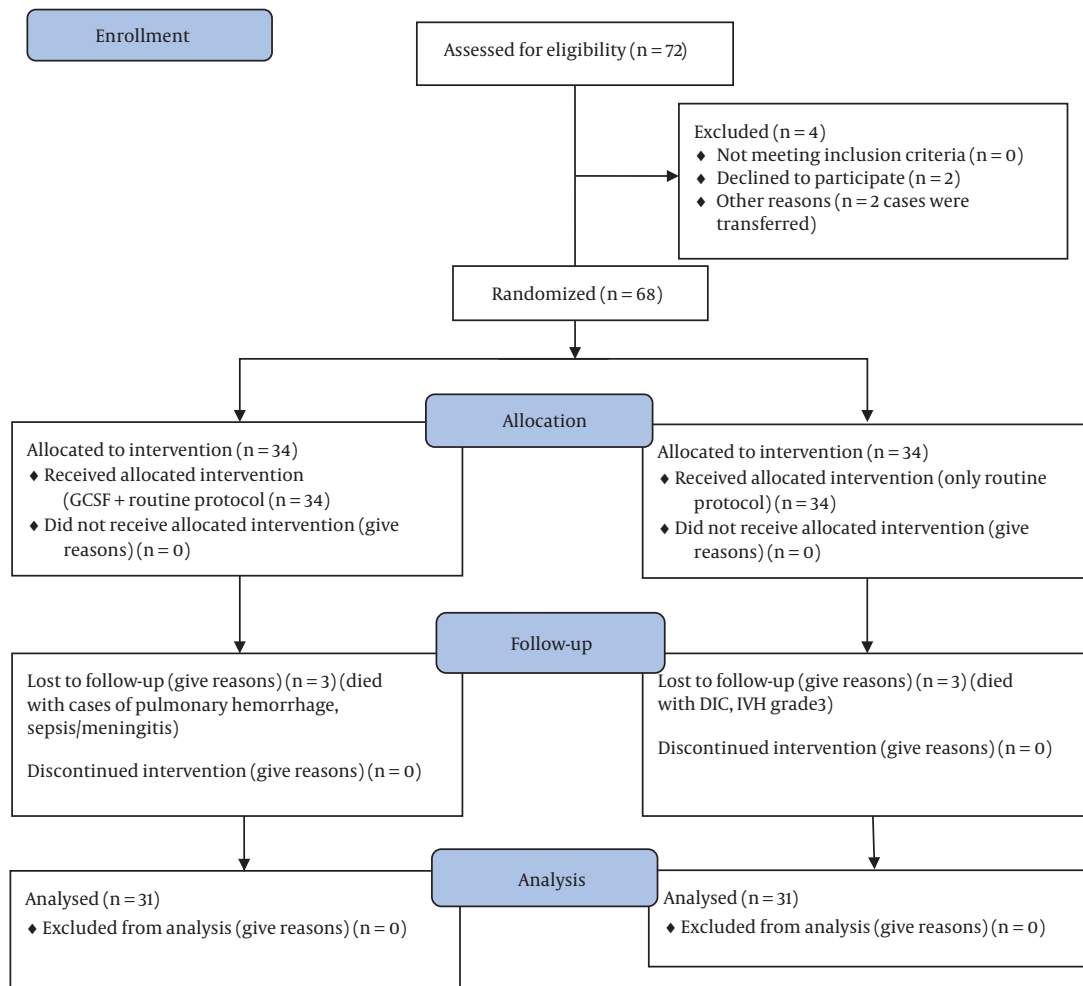 Enrollment
Assessed for eligibility (n = 72)
Excluded (n = 4)
♦ Not meeting inclusion criteria (n = 0)
♦ Declined to participate (n = 2)
♦ Other reasons (n = 2 cases were
transferred)
Randomized (n = 68)
Allocation
Allocated to intervention (n = 34)
♦ Received allocated intervention
(GCSF + routine protocol (n = 34)
♦ Did not receive allocated intervention (give
reasons) (n = 0)
Allocated to intervention (n = 34)
♦ Received allocated intervention (only routine
protocol) (n = 34)
♦ Did not receive allocated intervention (give
reasons) (n = 0)
Follow-up
Lost to follow-up (give reasons) (n = 3) (died
with cases of pulmonary hemorrhage,
sepsis/meningitis)
Discontinued intervention (give reasons) (n = 0)
Lost to follow-up (give reasons) (n = 3) (died
with DIC, IVH grade3)
Discontinued intervention (give reasons) (n = 0)
Analysis
Analysed (n = 31)
♦ Excluded from analysis (give reasons) (n = 0)
Analysed (n = 31)
♦ Excluded from analysis (give reasons) (n = 0)